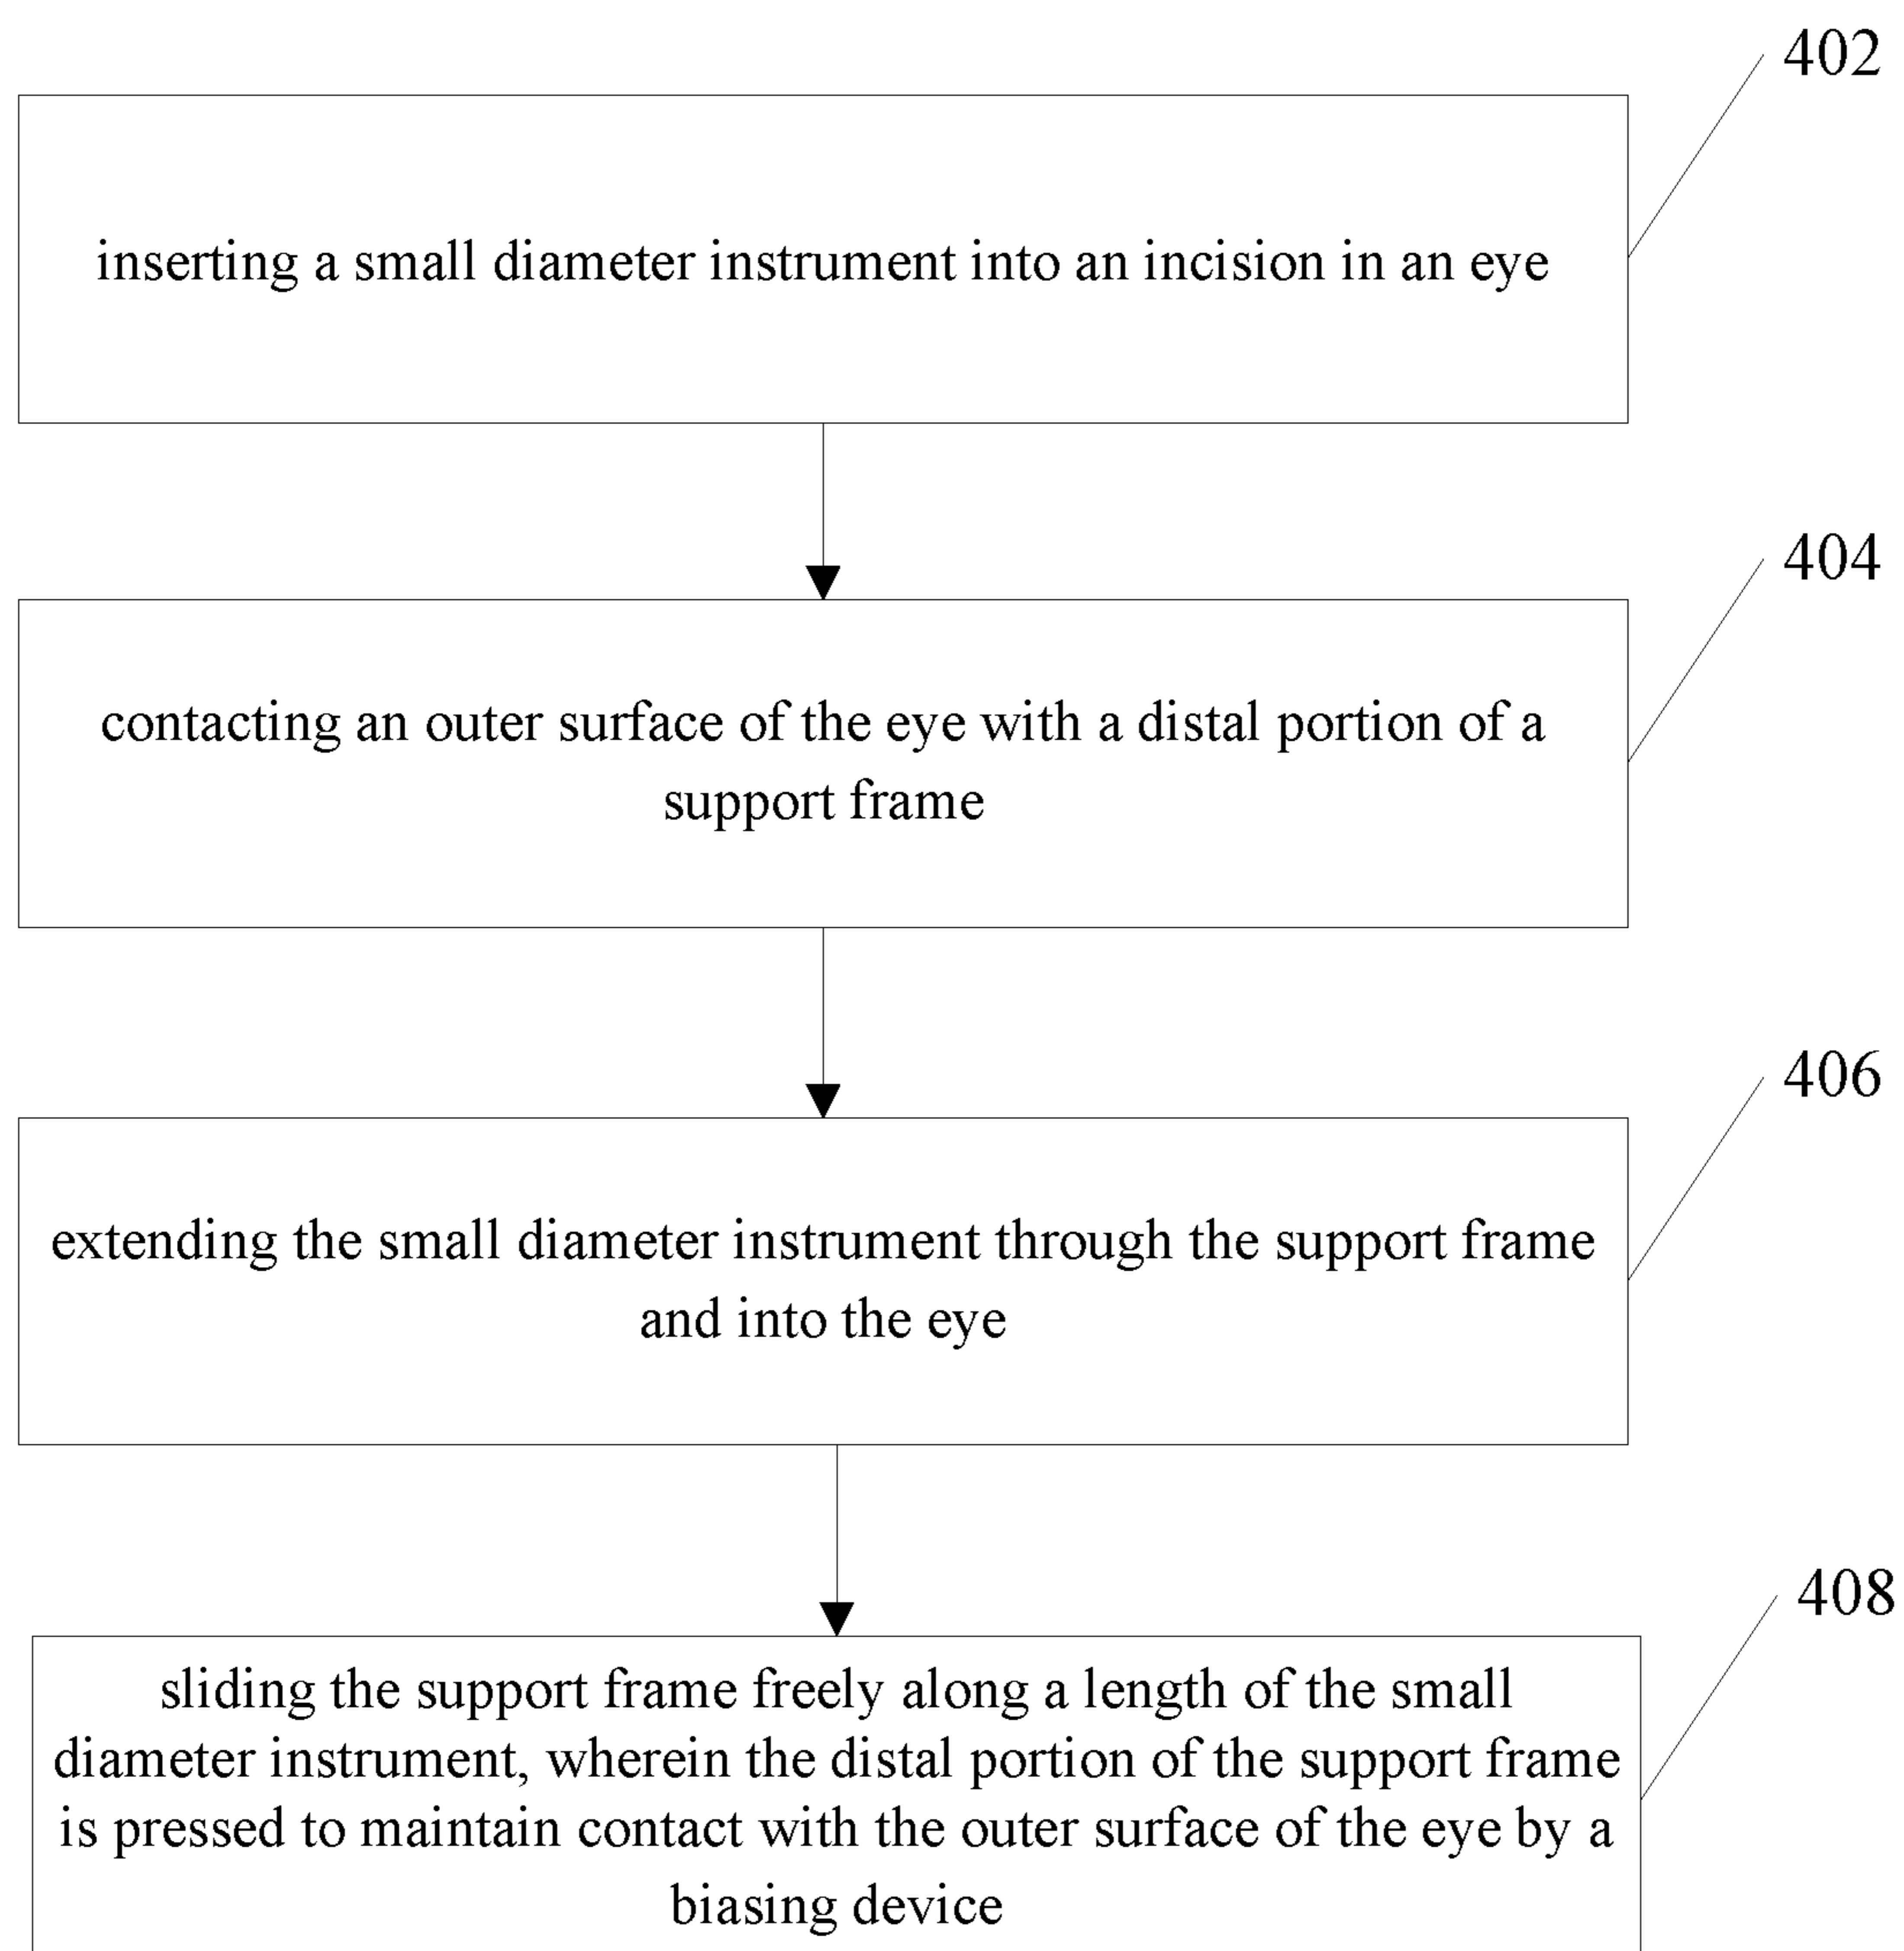 402
inserting a small diameter instrument into an incision in an eye
404
contacting an outer surface of the eye with a distal portion of a
support frame
406
extending the small diameter instrument through the support frame
and into the eye
408
sliding the support frame freely along a length of the small
diameter instrument, wherein the distal portion of the support frame
is pressed to maintain contact with the outer surface of the eye by a
biasing device